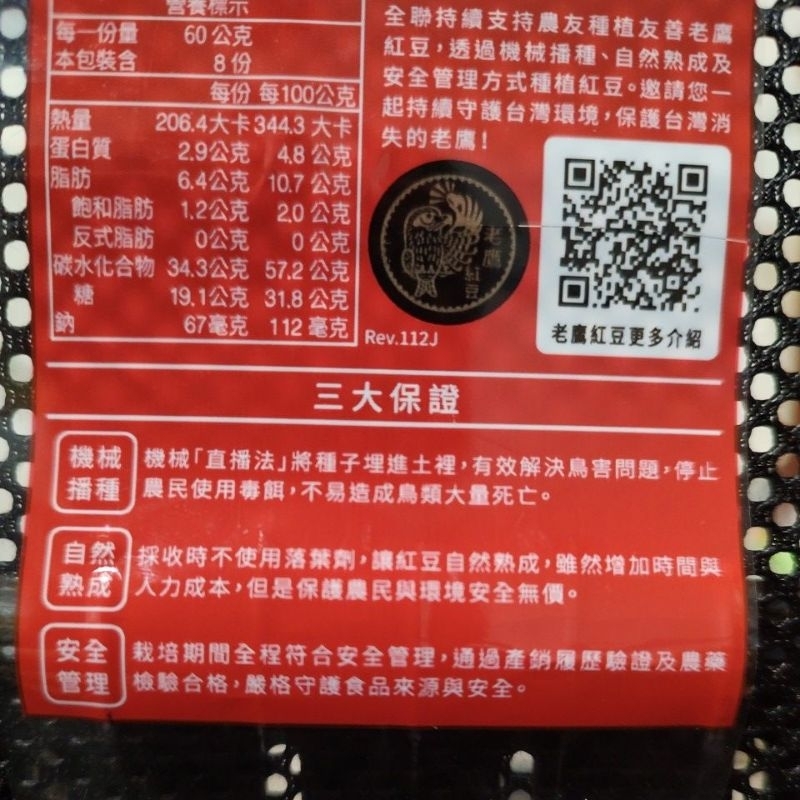 營養標示
每一份量 60公克
本包裝含 8份
每份 每100公克
熱量 206.4大卡 344.3 大卡
蛋白質 2.9公克 4.8 公克
脂肪 6.4公克 10.7 公克
飽和脂肪 1.2公克 2.0 公克
反式脂肪 0公克 0 公克
碳水化合物 34.3公克 57.2 公克
糖 19.1公克 31.8 公克
鈉 67毫克 112 毫克
全聯持續支持農友種植友善老鷹
紅豆，透過機械播種、自然熟成及
安全管理方式種植紅豆。邀請您一
起持續守護台灣環境，保護台灣消
失的老鷹！
老鷹紅豆
Rev.112J
老鷹紅豆更多介紹
三大保證
機械播種
機械「直播法」將種子埋進土裡，有效解決鳥害問題，停止
農民使用毒餌，不易造成鳥類大量死亡。
自然熟成
採收時不使用落葉劑，讓紅豆自然熟成，雖然增加時間與
人力成本，但是保護農民與環境安全無價。
安全管理
栽培期間全程符合安全管理，通過產銷履歷驗證及農藥
檢驗合格，嚴格守護食品來源與安全。